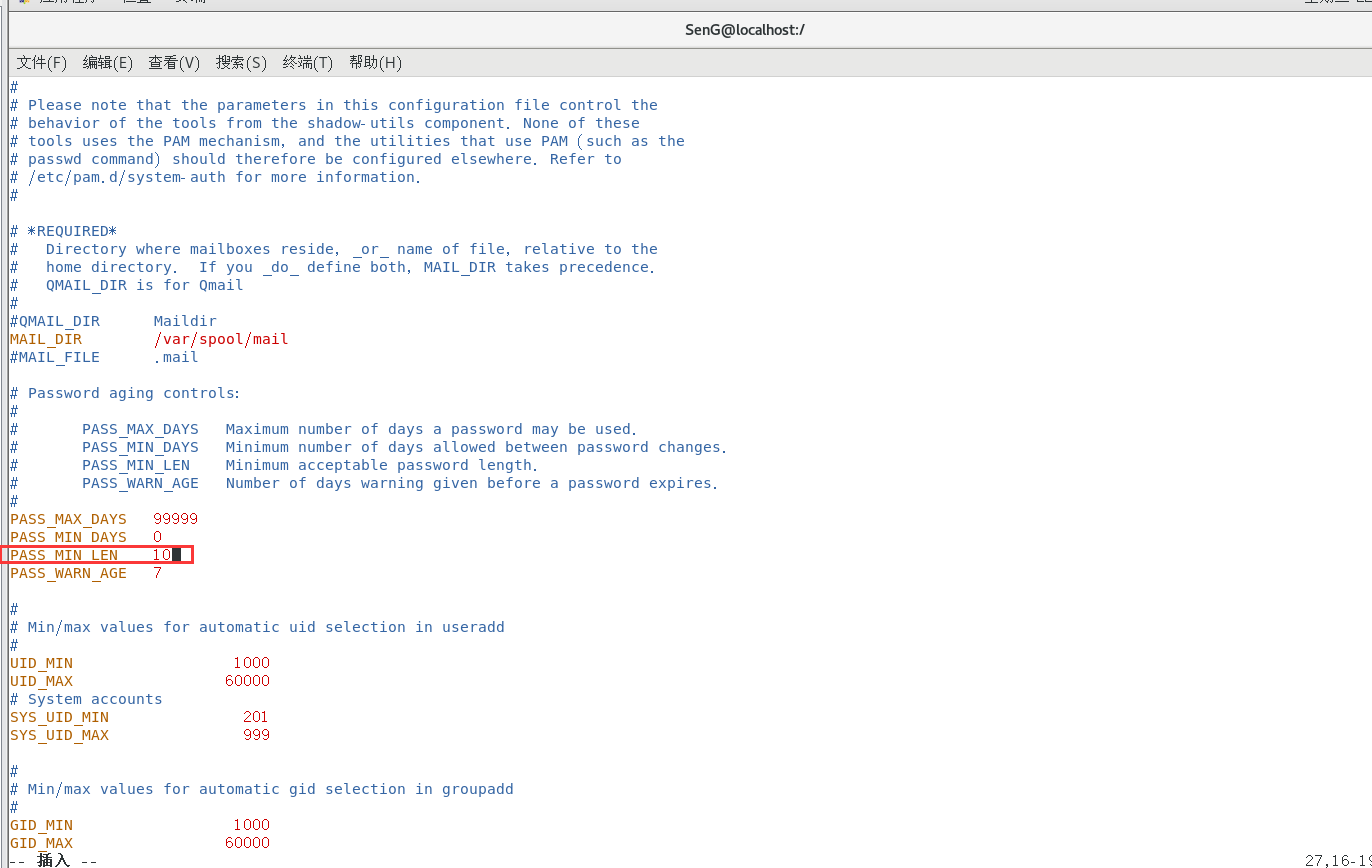 SenG@localhost:/
文件(F) 编辑(E) 查看(V) 搜索(S) 终端(T) 帮助(H)
#
# Please note that the parameters in this configuration file control the
# behavior of the tools from the shadow-utils component. None of these
# tools uses the PAM mechanism, and the utilities that use PAM (such as the
# passwd command) should therefore be configured elsewhere. Refer to
# /etc/pam.d/system-auth for more information.
#
# *REQUIRED*
#   Directory where mailboxes reside, _or_ name of file, relative to the
#   home directory.  If you _do_ define both, MAIL_DIR takes precedence.
#   QMAIL_DIR is for Qmail
#
#QMAIL_DIR      Maildir
MAIL_DIR        /var/spool/mail
#MAIL_FILE      .mail
# Password aging controls:
#
#       PASS_MAX_DAYS   Maximum number of days a password may be used.
#       PASS_MIN_DAYS   Minimum number of days allowed between password changes.
#       PASS_MIN_LEN    Minimum acceptable password length.
#       PASS_WARN_AGE   Number of days warning given before a password expires.
#
PASS_MAX_DAYS   99999
PASS_MIN_DAYS   0
PASS_MIN_LEN    10
PASS_WARN_AGE   7
#
# Min/max values for automatic uid selection in useradd
#
UID_MIN                  1000
UID_MAX                 60000
# System accounts
SYS_UID_MIN               201
SYS_UID_MAX               999
#
# Min/max values for automatic gid selection in groupadd
#
GID_MIN                  1000
GID_MAX                 60000
-- 插入 -- 27,16-19